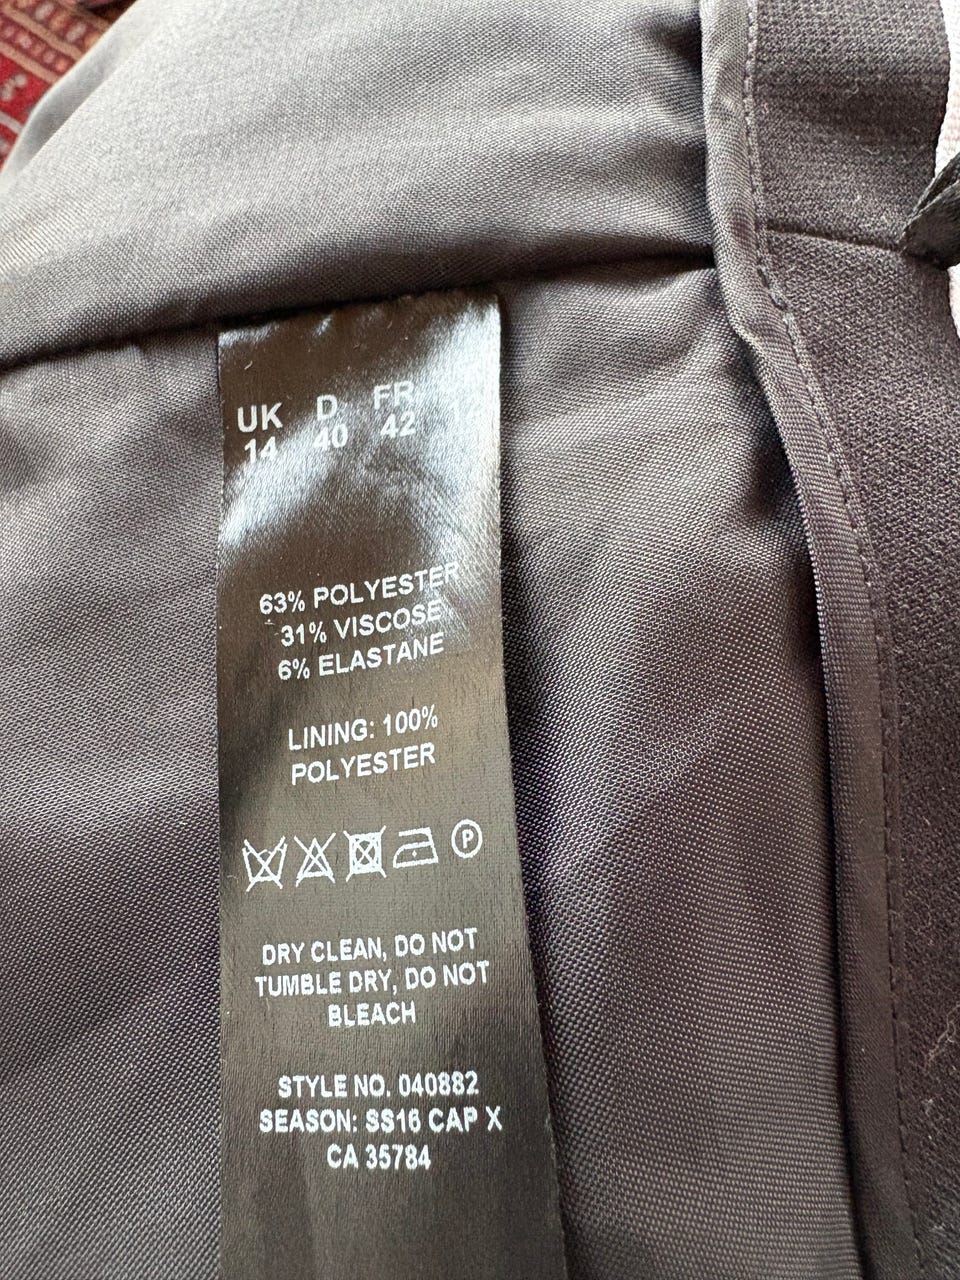 UK D FR
14 40 42 12
63% POLYESTER
31% VISCOSE
6% ELASTANE
LINING: 100%
POLYESTER
P
DRY CLEAN, DO NOT
TUMBLE DRY, DO NOT
BLEACH
STYLE NO. 040882
SEASON: SS16 CAP X
CA 35784